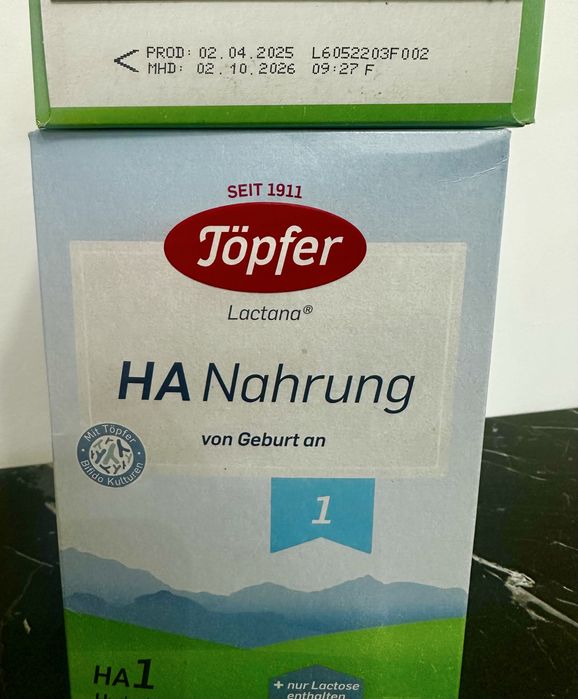 PROD: 02.04.2025 L6052203F002
MHD: 02.10.2026 09:27 F
SEIT 1911
Töpfer
Lactana®
HA Nahrung
von Geburt an
Mit Töpfer
Bifido Kulturen
1
HA1
+ nur Lactose
enthalten